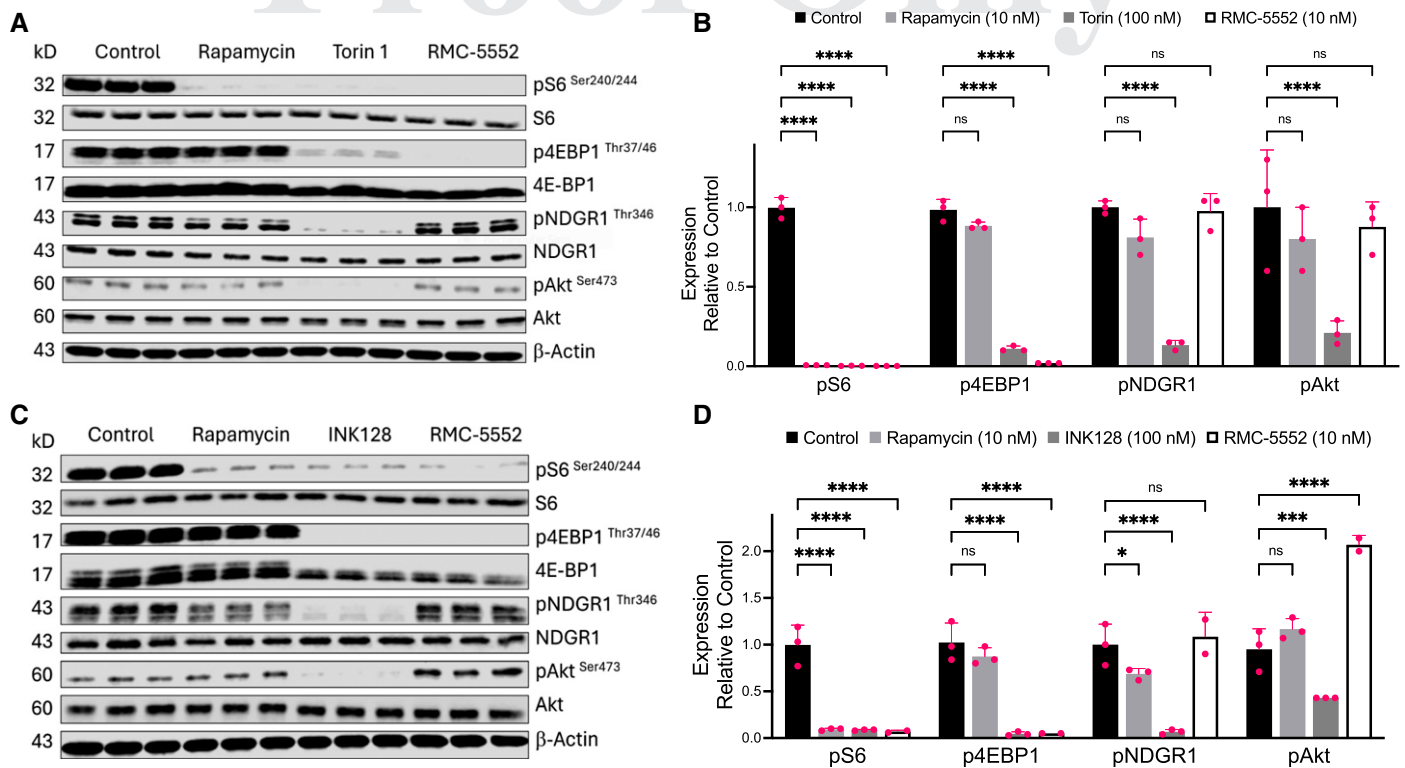 Proof Only
A
kD
Control Rapamycin Torin 1 RMC-5552
32 pS6 Ser240/244
32 S6
17 p4EBP1 Thr37/46
17 4E-BP1
43 pNDGR1 Thr346
43 NDGR1
60 pAkt Ser473
60 Akt
43 β-Actin
B
Control Rapamycin (10 nM) Torin (100 nM) RMC-5552 (10 nM)
**** **** ns ns
**** **** **** ****
**** ns ns ns
Expression
Relative to Control
1.0
0.5
0.0
pS6 p4EBP1 pNDGR1 pAkt
C
kD
Control Rapamycin INK128 RMC-5552
32 pS6 Ser240/244
32 S6
17 p4EBP1 Thr37/46
17 4E-BP1
43 pNDGR1 Thr346
43 NDGR1
60 pAkt Ser473
60 Akt
43 β-Actin
D
Control Rapamycin (10 nM) INK128 (100 nM) RMC-5552 (10 nM)
**** **** ns ****
**** **** **** ***
**** ns * ns
Expression
Relative to Control
2.0
1.5
1.0
0.5
0.0
pS6 p4EBP1 pNDGR1 pAkt